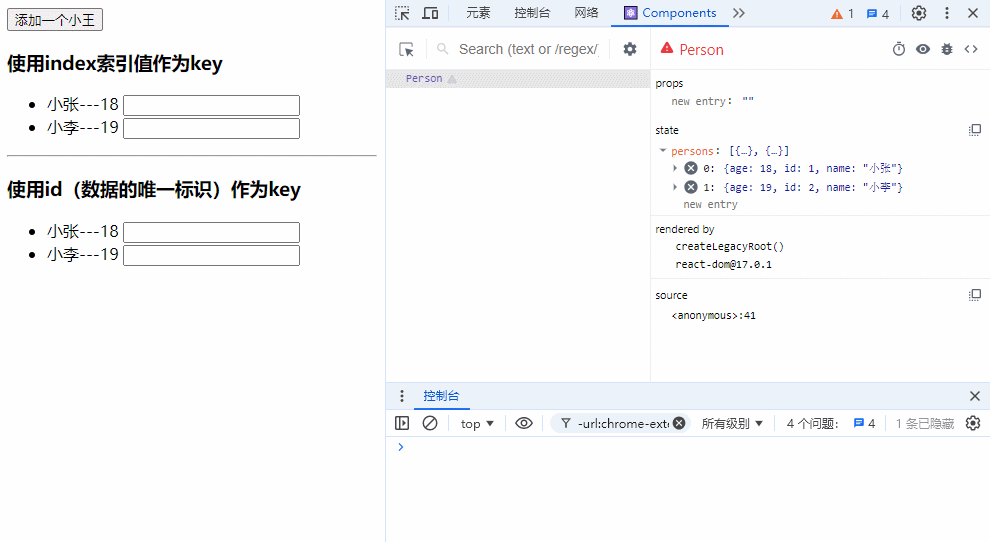 添加一个小王
使用index索引值作为key
小张---18
小李---19
使用id（数据的唯一标识）作为key
小张---18
小李---19
元素 控制台 网络 Components 1 4
Search (text or /regex/
Person
Person
props
new entry: ""
state
persons: [{…}, {…}]
0: {age: 18, id: 1, name: "小张"}
1: {age: 19, id: 2, name: "小李"}
new entry
rendered by
createLegacyRoot()
react-dom@17.0.1
source
<anonymous>:41
控制台
top -url:chrome-exte 所有级别 4 个问题: 4 1 条已隐藏